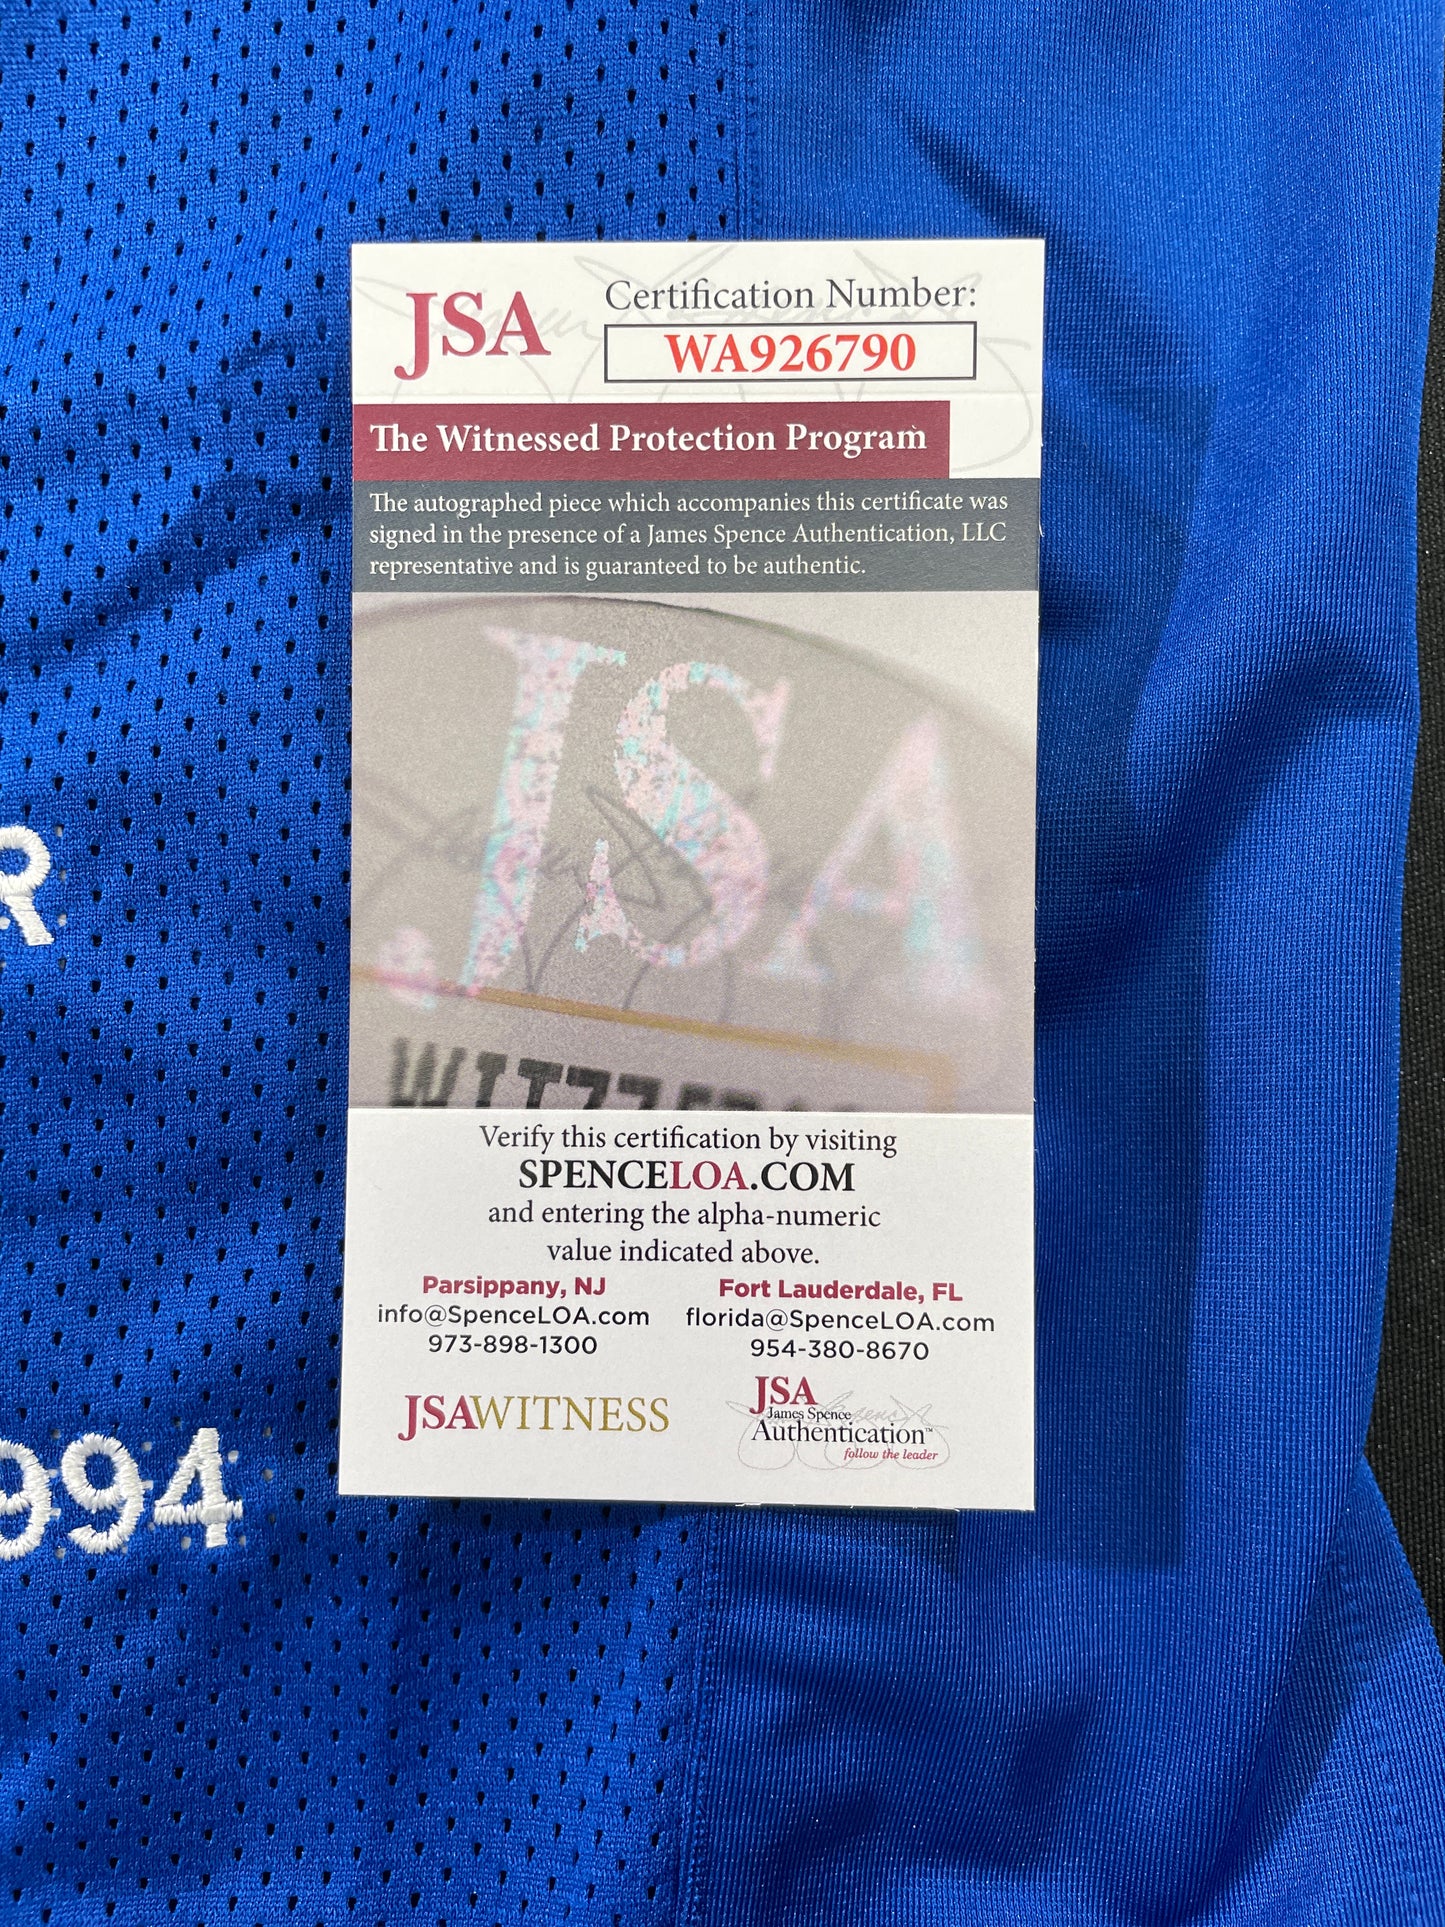 JSA
Certification Number:
WA926790
The Witnessed Protection Program
The autographed piece which accompanies this certificate was
signed in the presence of a James Spence Authentication, LLC
representative and is guaranteed to be authentic.
JSA
R
994
Verify this certification by visiting
SPENCELOA.COM
and entering the alpha-numeric
value indicated above.
Parsippany, NJ
info@SpenceLOA.com
973-898-1300
Fort Lauderdale, FL
florida@SpenceLOA.com
954-380-8670
JSAWITNESS
JSA
James Spence
Authentication™
follow the leader